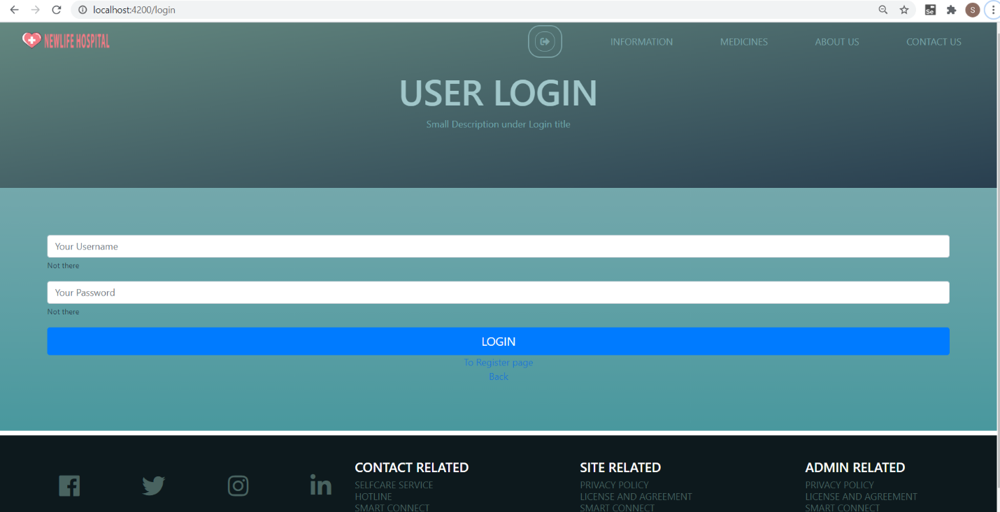 localhost:4200/login
Se
S
NEWLIFE HOSPITAL
INFORMATION
MEDICINES
ABOUT US
CONTACT US
USER LOGIN
Small Description under Login title
Your Username
Not there
Your Password
Not there
LOGIN
To Register page
Back
CONTACT RELATED
SELFCARE SERVICE
HOTLINE
SMART CONNECT
SITE RELATED
PRIVACY POLICY
LICENSE AND AGREEMENT
SMART CONNECT
ADMIN RELATED
PRIVACY POLICY
LICENSE AND AGREEMENT
SMART CONNECT